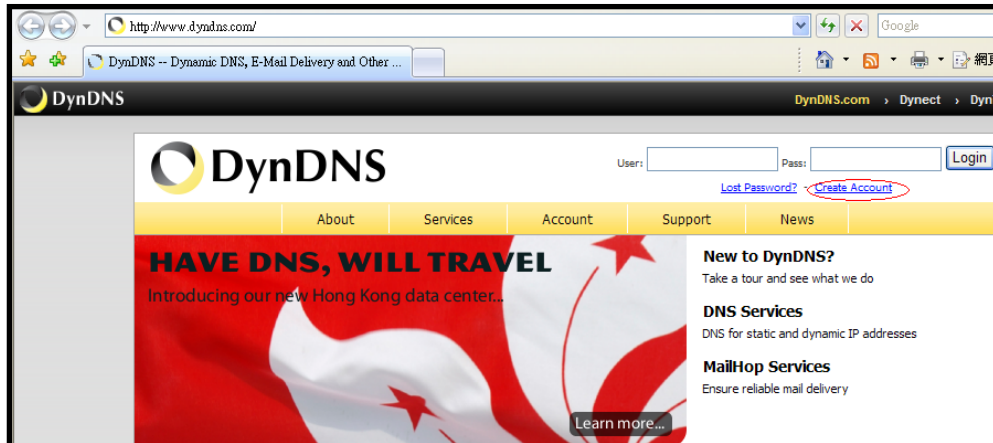 http://www.dyndns.com/
Google
DynDNS -- Dynamic DNS, E-Mail Delivery and Other ...
DynDNS
DynDNS.com › Dynect › Dyn
DynDNS
User: Pass: Login
Lost Password? - Create Account
About Services Account Support News
HAVE DNS, WILL TRAVEL
Introducing our new Hong Kong data center...
Learn more...
New to DynDNS?
Take a tour and see what we do
DNS Services
DNS for static and dynamic IP addresses
MailHop Services
Ensure reliable mail delivery